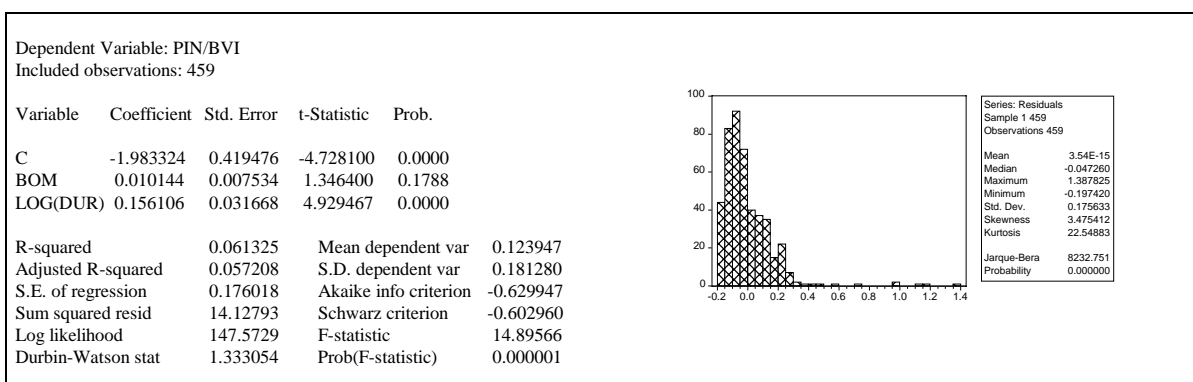 Dependent Variable: PIN/BVI
Included observations: 459
Variable Coefficient Std. Error t-Statistic Prob.
C -1.983324 0.419476 -4.728100 0.0000
BOM 0.010144 0.007534 1.346400 0.1788
LOG(DUR) 0.156106 0.031668 4.929467 0.0000
R-squared 0.061325 Mean dependent var 0.123947
Adjusted R-squared 0.057208 S.D. dependent var 0.181280
S.E. of regression 0.176018 Akaike info criterion -0.629947
Sum squared resid 14.12793 Schwarz criterion -0.602960
Log likelihood 147.5729 F-statistic 14.89566
Durbin-Watson stat 1.333054 Prob(F-statistic) 0.000001
100
80
60
40
20
0
-0.2 0.0 0.2 0.4 0.6 0.8 1.0 1.2 1.4
Series: Residuals
Sample 1 459
Observations 459
Mean 3.54E-15
Median -0.047260
Maximum 1.387825
Minimum -0.197420
Std. Dev. 0.175633
Skewness 3.475412
Kurtosis 22.54883
Jarque-Bera 8232.751
Probability 0.000000